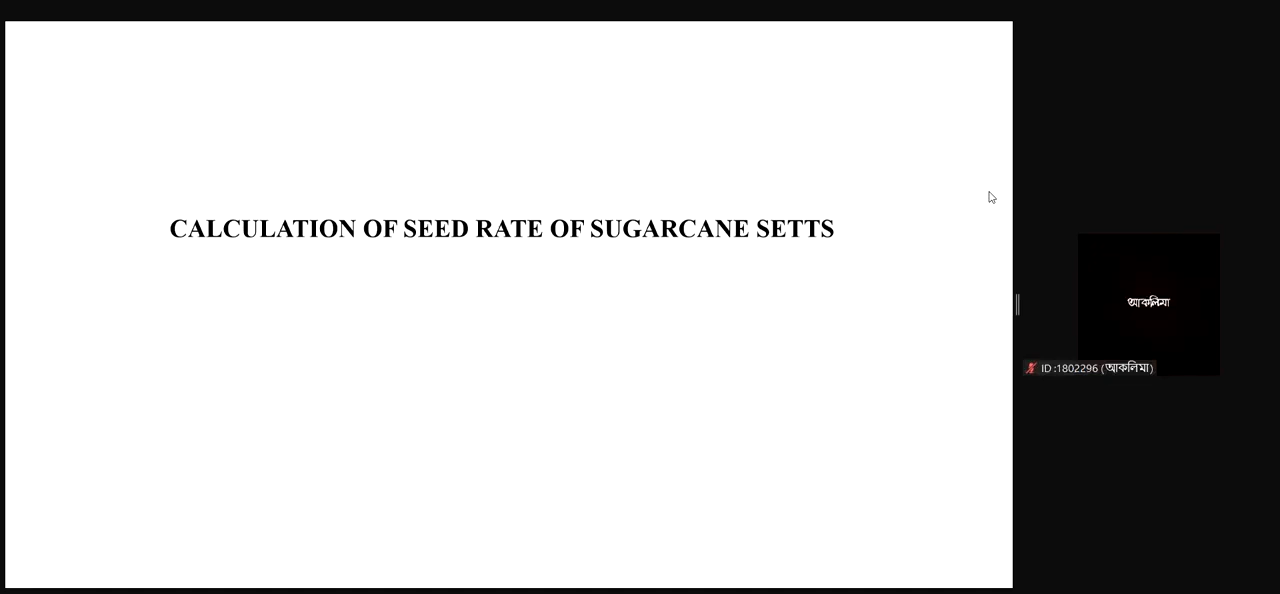 CALCULATION OF SEED RATE OF SUGARCANE SETTS
আকলিমা
ID :1802296 (আকলিমা)